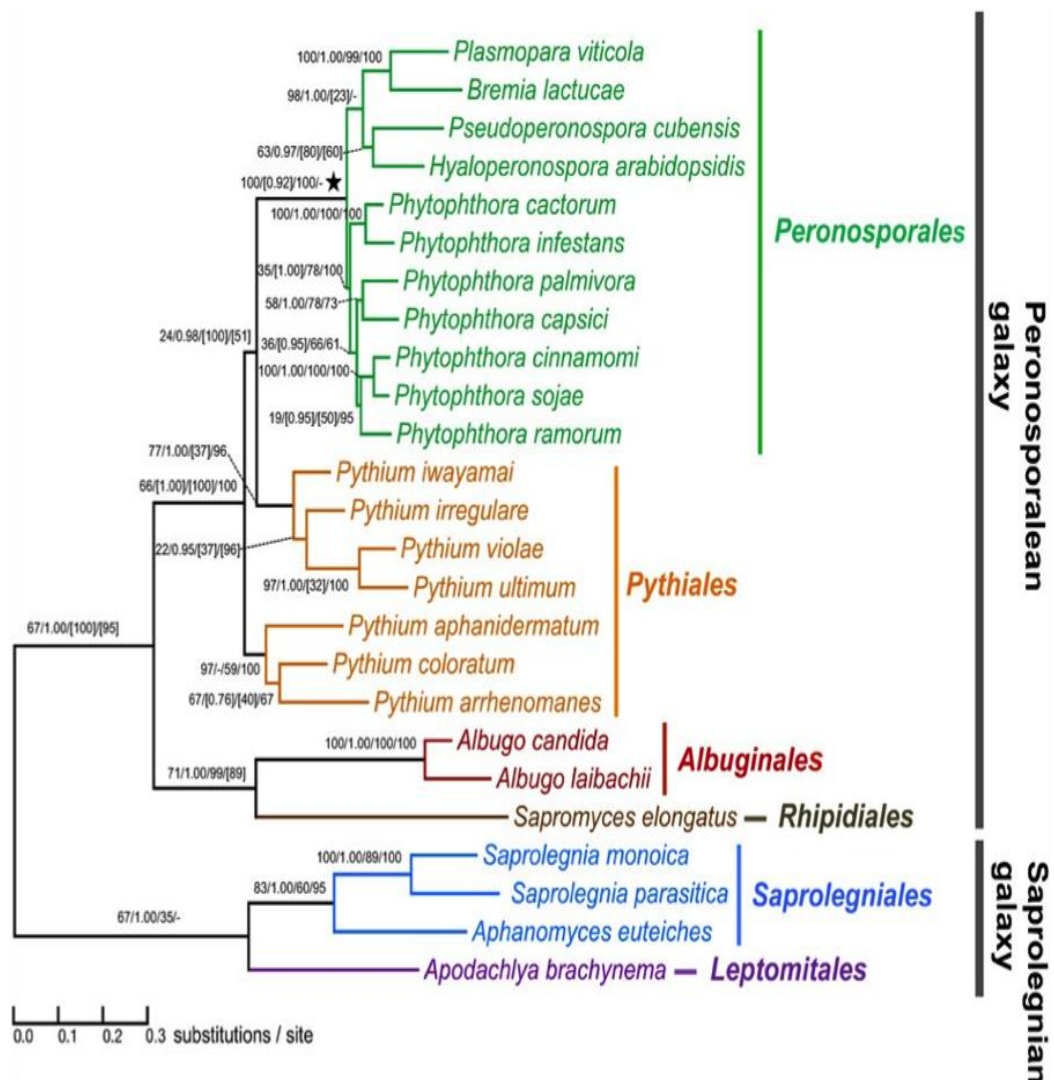 100/1.00/99/100
Plasmopara viticola
98/1.00/[23]/-
Bremia lactucae
Pseudoperonospora cubensis
63/0.97/[80]/[60]
Hyaloperonospora arabidopsidis
100/[0.92]/100/- ★
100/1.00/100/100
Phytophthora cactorum
Peronosporales
Phytophthora infestans
35/[1.00]/78/100
Phytophthora palmivora
58/1.00/78/73
Phytophthora capsici
24/0.98/[100]/[51]
36/[0.95]/66/61
Phytophthora cinnamomi
100/1.00/100/100
Phytophthora sojae
19/[0.95]/[50]/95
Phytophthora ramorum
77/1.00/[37]/96
Pythium iwayamai
66/[1.00]/[100]/100
Pythium irregulare
22/0.95/[37]/[96]
Pythium violae
97/1.00/[32]/100
Pythium ultimum
Pythiales
67/1.00/[100]/[95]
Pythium aphanidermatum
97/-/59/100
Pythium coloratum
67/[0.76]/[40]/67
Pythium arrhenomanes
100/1.00/100/100
Albugo candida
Albuginales
71/1.00/99/[89]
Albugo laibachii
Sapromyces elongatus
Rhipidiales
100/1.00/89/100
Saprolegnia monoica
83/1.00/60/95
Saprolegnia parasitica
Saprolegniales
67/1.00/35/-
Aphanomyces euteiches
Apodachlya brachynema
Leptomitales
Peronosporalean
galaxy
Saprolegnian
galaxy
0.0 0.1 0.2 0.3 substitutions / site